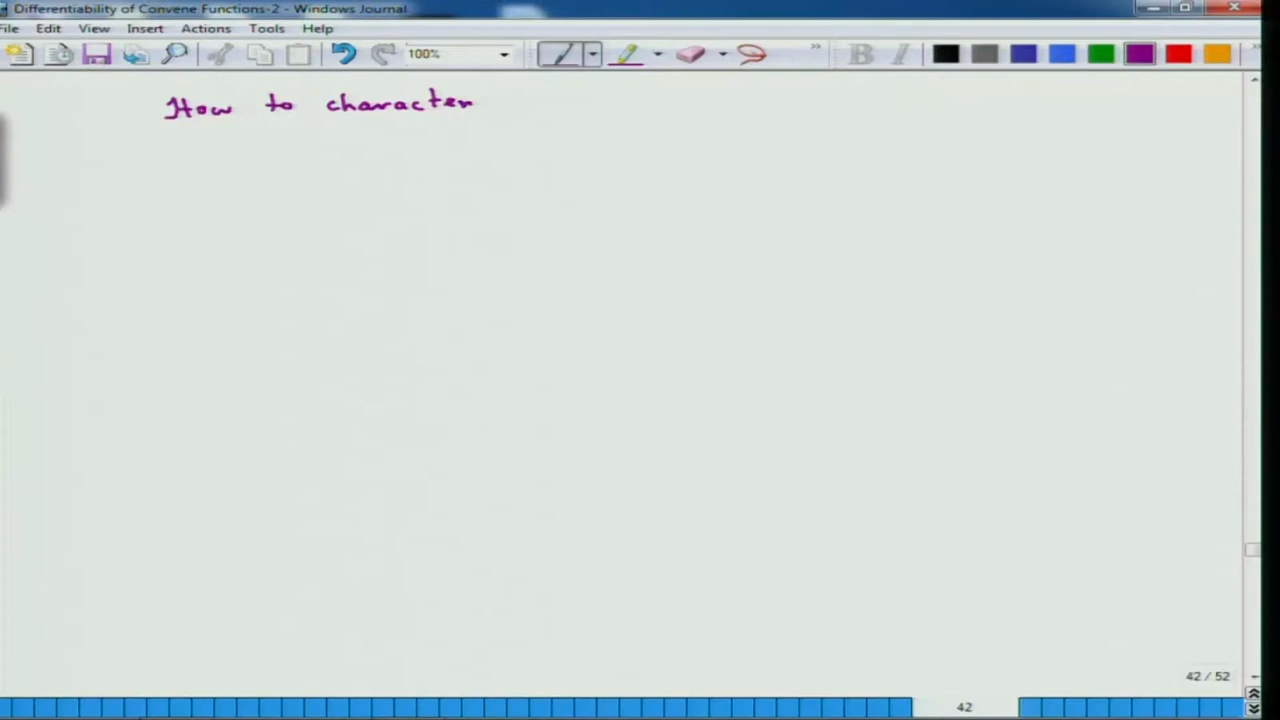 Differentiability of Convene Functions-2 - Windows Journal
File Edit View Insert Actions Tools Help
100%
B I
How to character
42 / 52
42